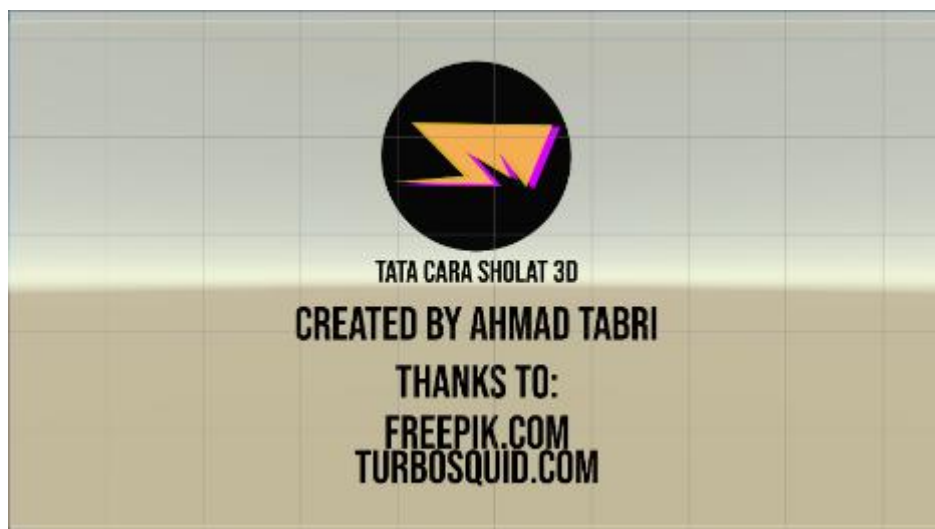 TATA CARA SHOLAT 3D
CREATED BY AHMAD TABRI
THANKS TO:
FREEPIK.COM
TURBOSQUID.COM